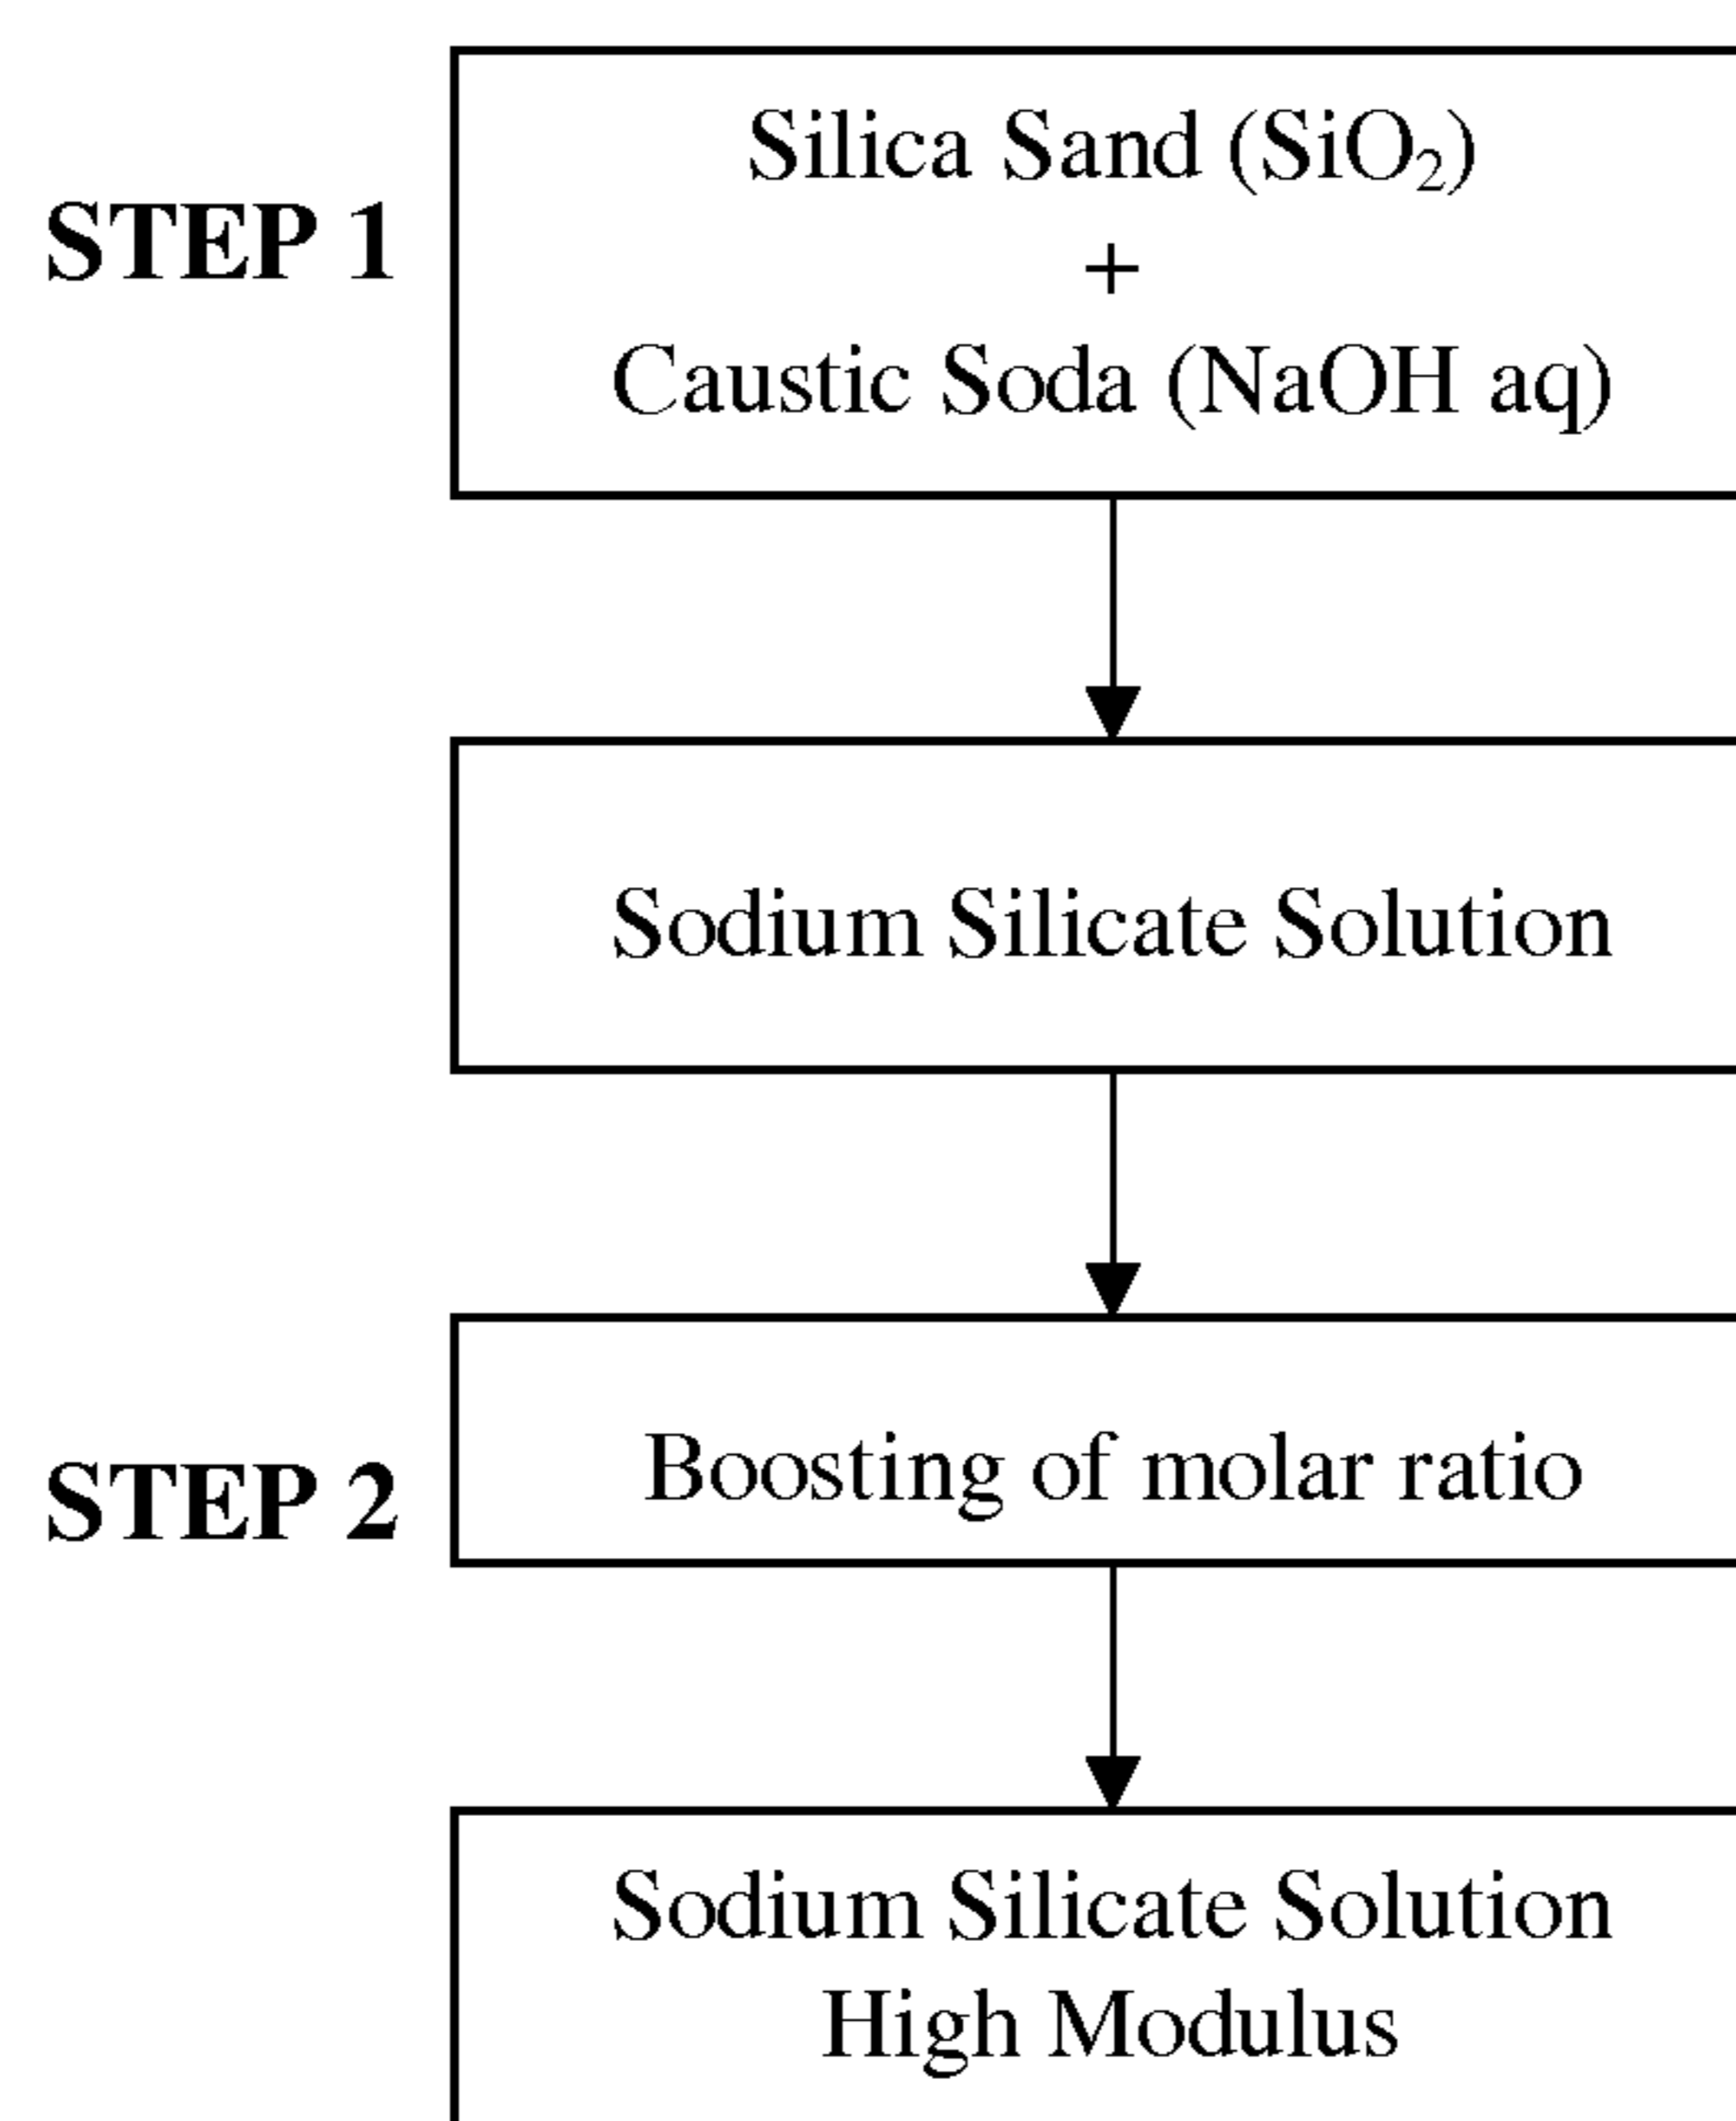 STEP 1
Silica Sand (SiO₂)
+
Caustic Soda (NaOH aq)
Sodium Silicate Solution
STEP 2
Boosting of molar ratio
Sodium Silicate Solution
High Modulus